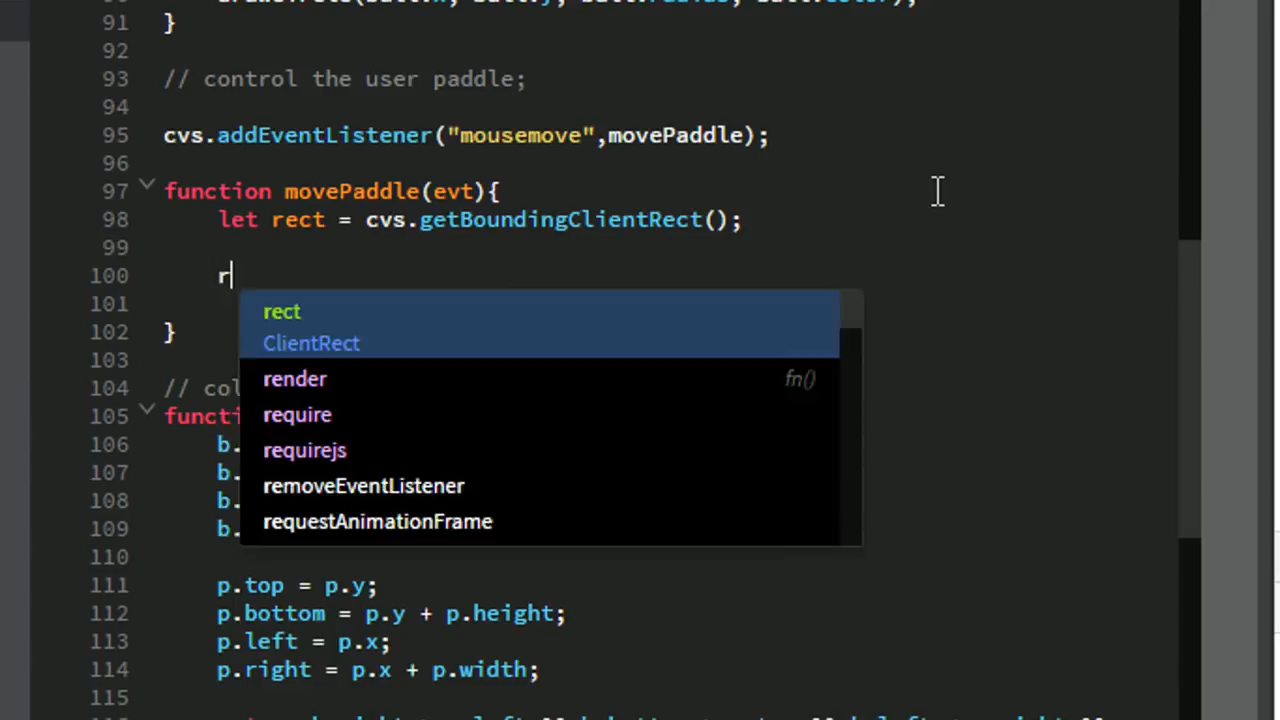 91 }
92
93 // control the user paddle;
94
95 cvs.addEventListener("mousemove",movePaddle);
96
97 function movePaddle(evt){
98 let rect = cvs.getBoundingClientRect();
99
100 r
rect
101
ClientRect
102 }
103
render fn()
104 // col
105 functi
require
106 b.
requirejs
107 b.
removeEventListener
108 b.
requestAnimationFrame
109 b.
110
111 p.top = p.y;
112 p.bottom = p.y + p.height;
113 p.left = p.x;
114 p.right = p.x + p.width;
115